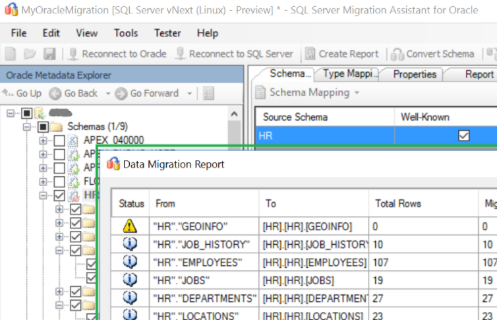 MyOracleMigration [SQL Server vNext (Linux) - Preview] * - SQL Server Migration Assistant for Oracle
File Edit View Tools Tester Help
Reconnect to Oracle Reconnect to SQL Server Create Report Convert Schema
Oracle Metadata Explorer
Go Up Go Back Go Forward
Schemas (1/9)
APEX_040000
FLO
HR
Schema... Type Mappi... Properties Report
Schema Mapping
Source Schema Well-Known
HR
Data Migration Report
Status From To Total Rows Mig
"HR"."GEOINFO" [HR].[HR].[GEOINFO] 0 0
"HR"."JOB_HISTORY" [HR].[HR].[JOB_HISTORY 10 10
"HR"."EMPLOYEES" [HR].[HR].[EMPLOYEES] 107 107
"HR"."JOBS" [HR].[HR].[JOBS] 19 19
"HR"."DEPARTMENTS" [HR].[HR].[DEPARTMEN 27 27
"HR"."LOCATIONS" [HR].[HR].[LOCATIONS] 23 23